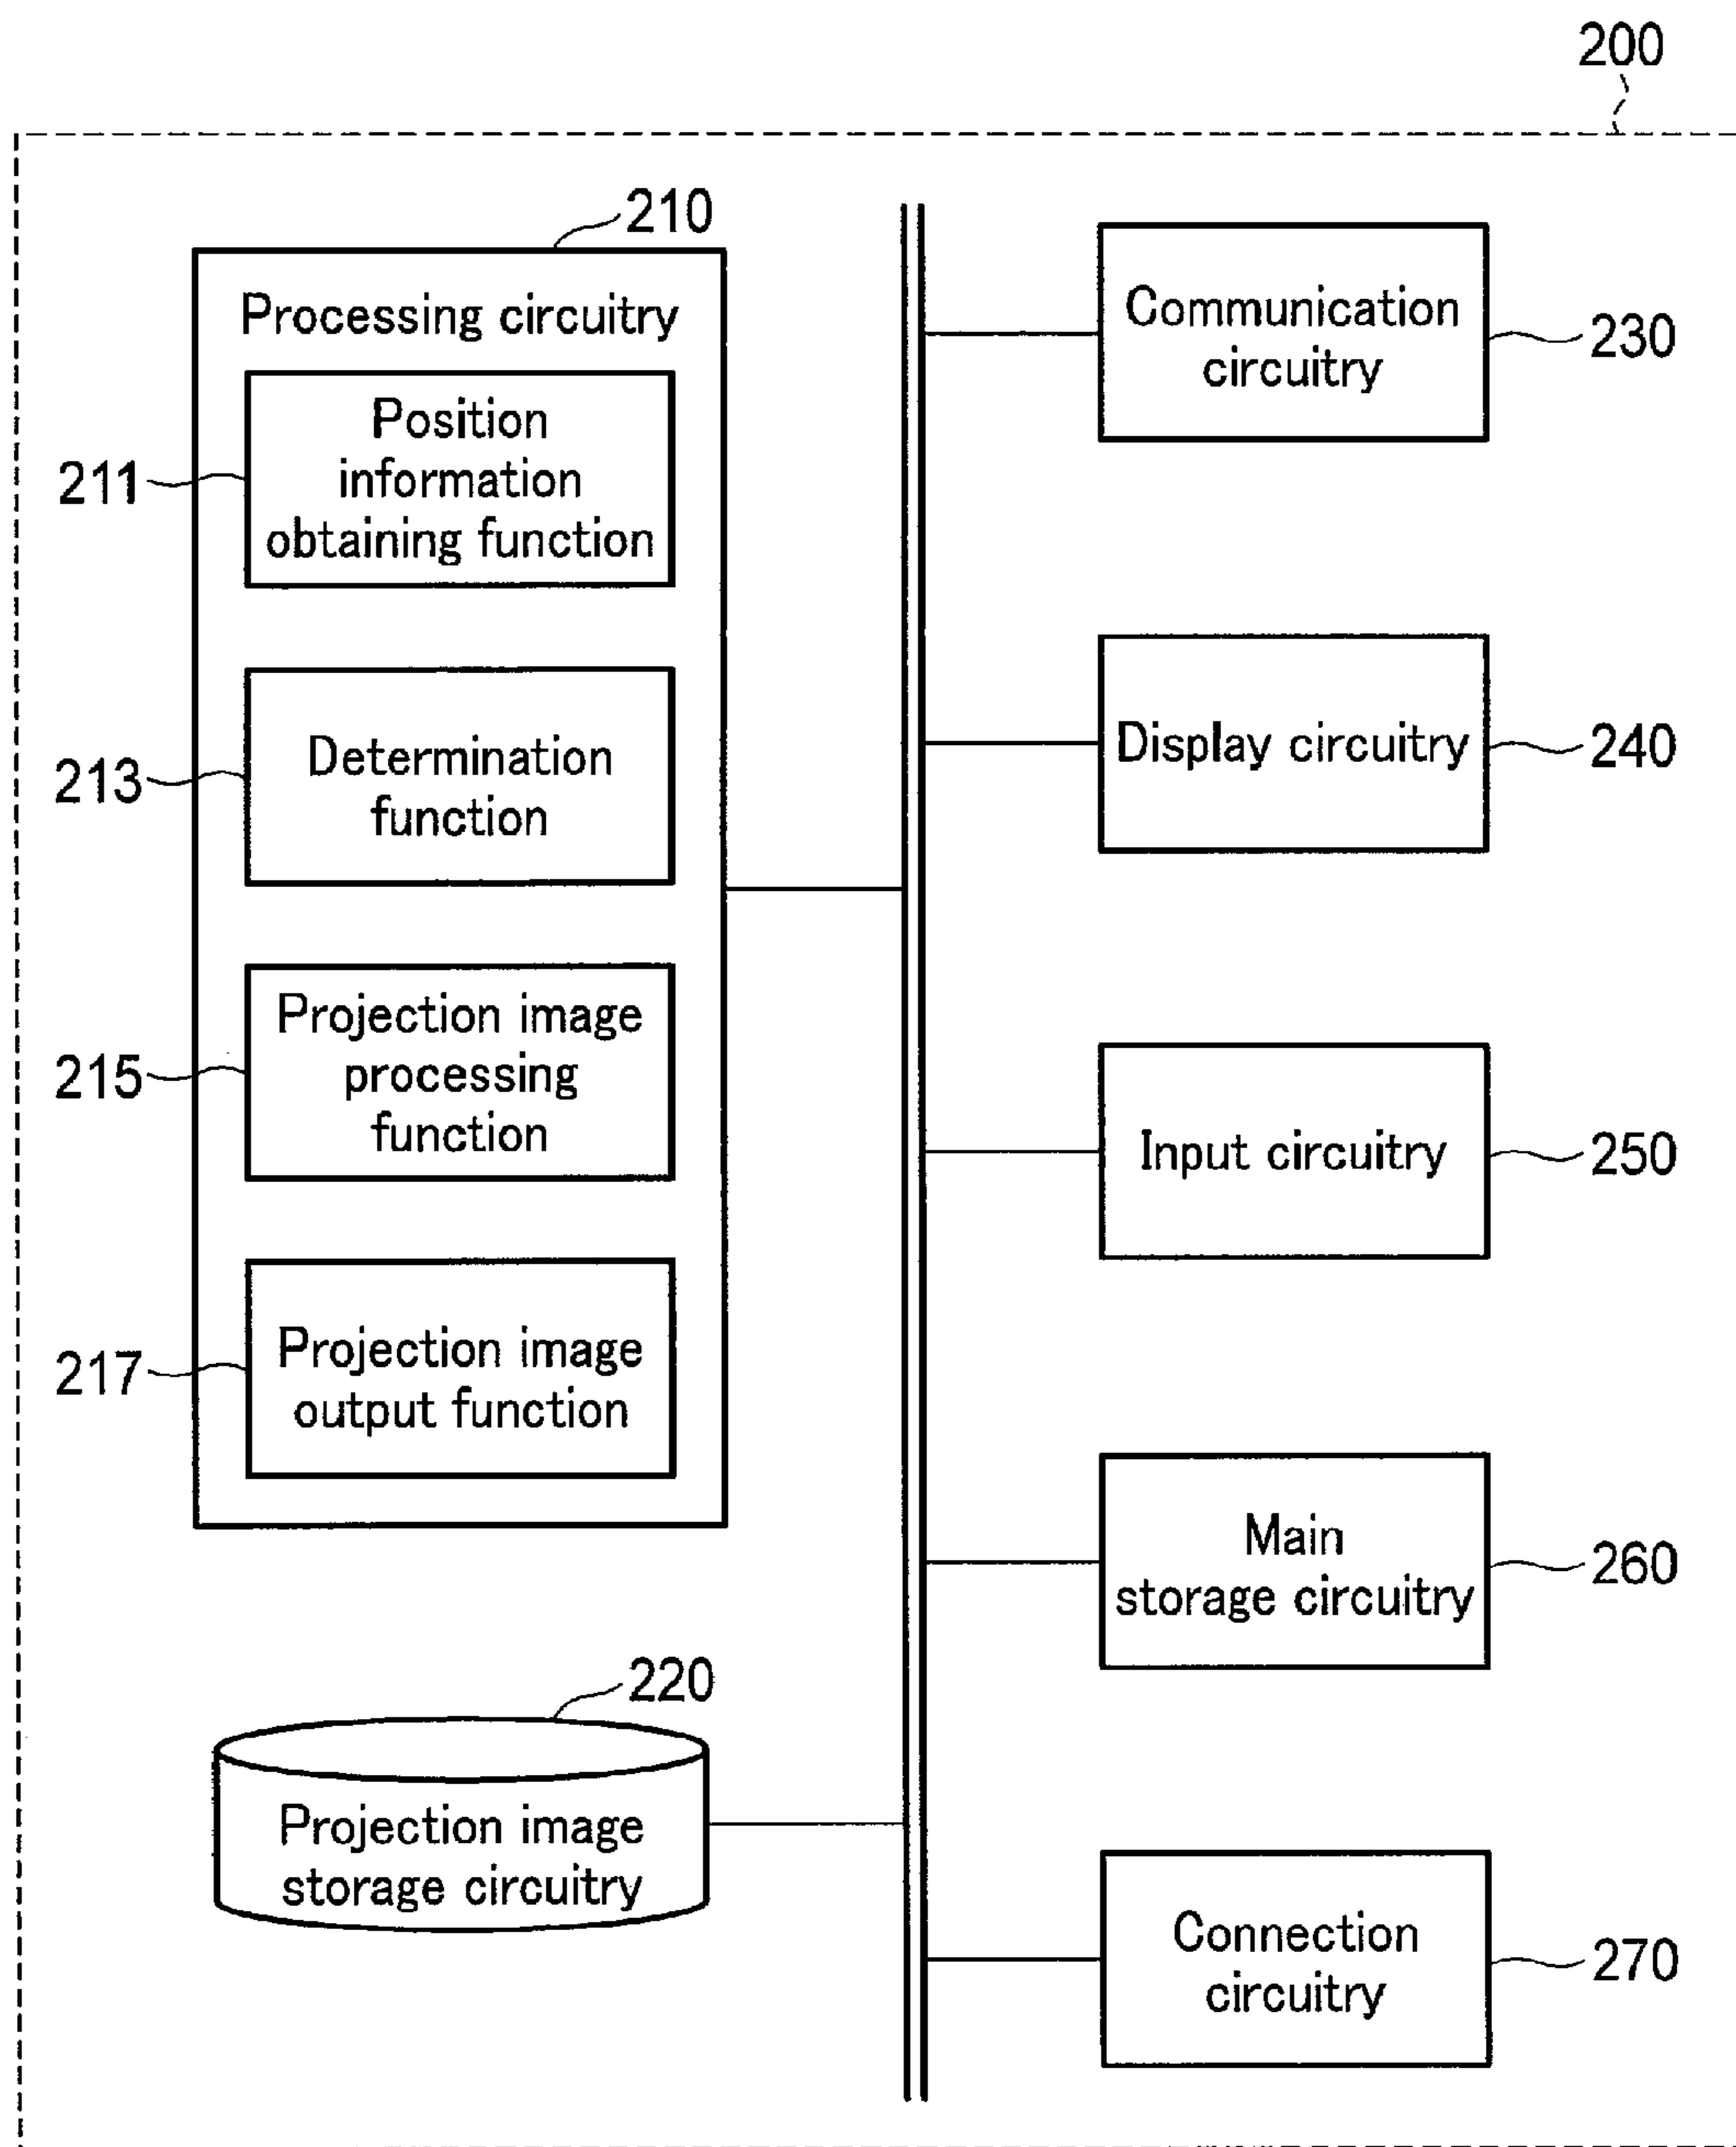 200
210
Processing circuitry
Position
information
obtaining function
211
Determination
function
213
Projection image
processing
function
215
Projection image
output function
217
220
Projection image
storage circuitry
Communication
circuitry
230
Display circuitry
240
Input circuitry
250
Main
storage circuitry
260
Connection
circuitry
270